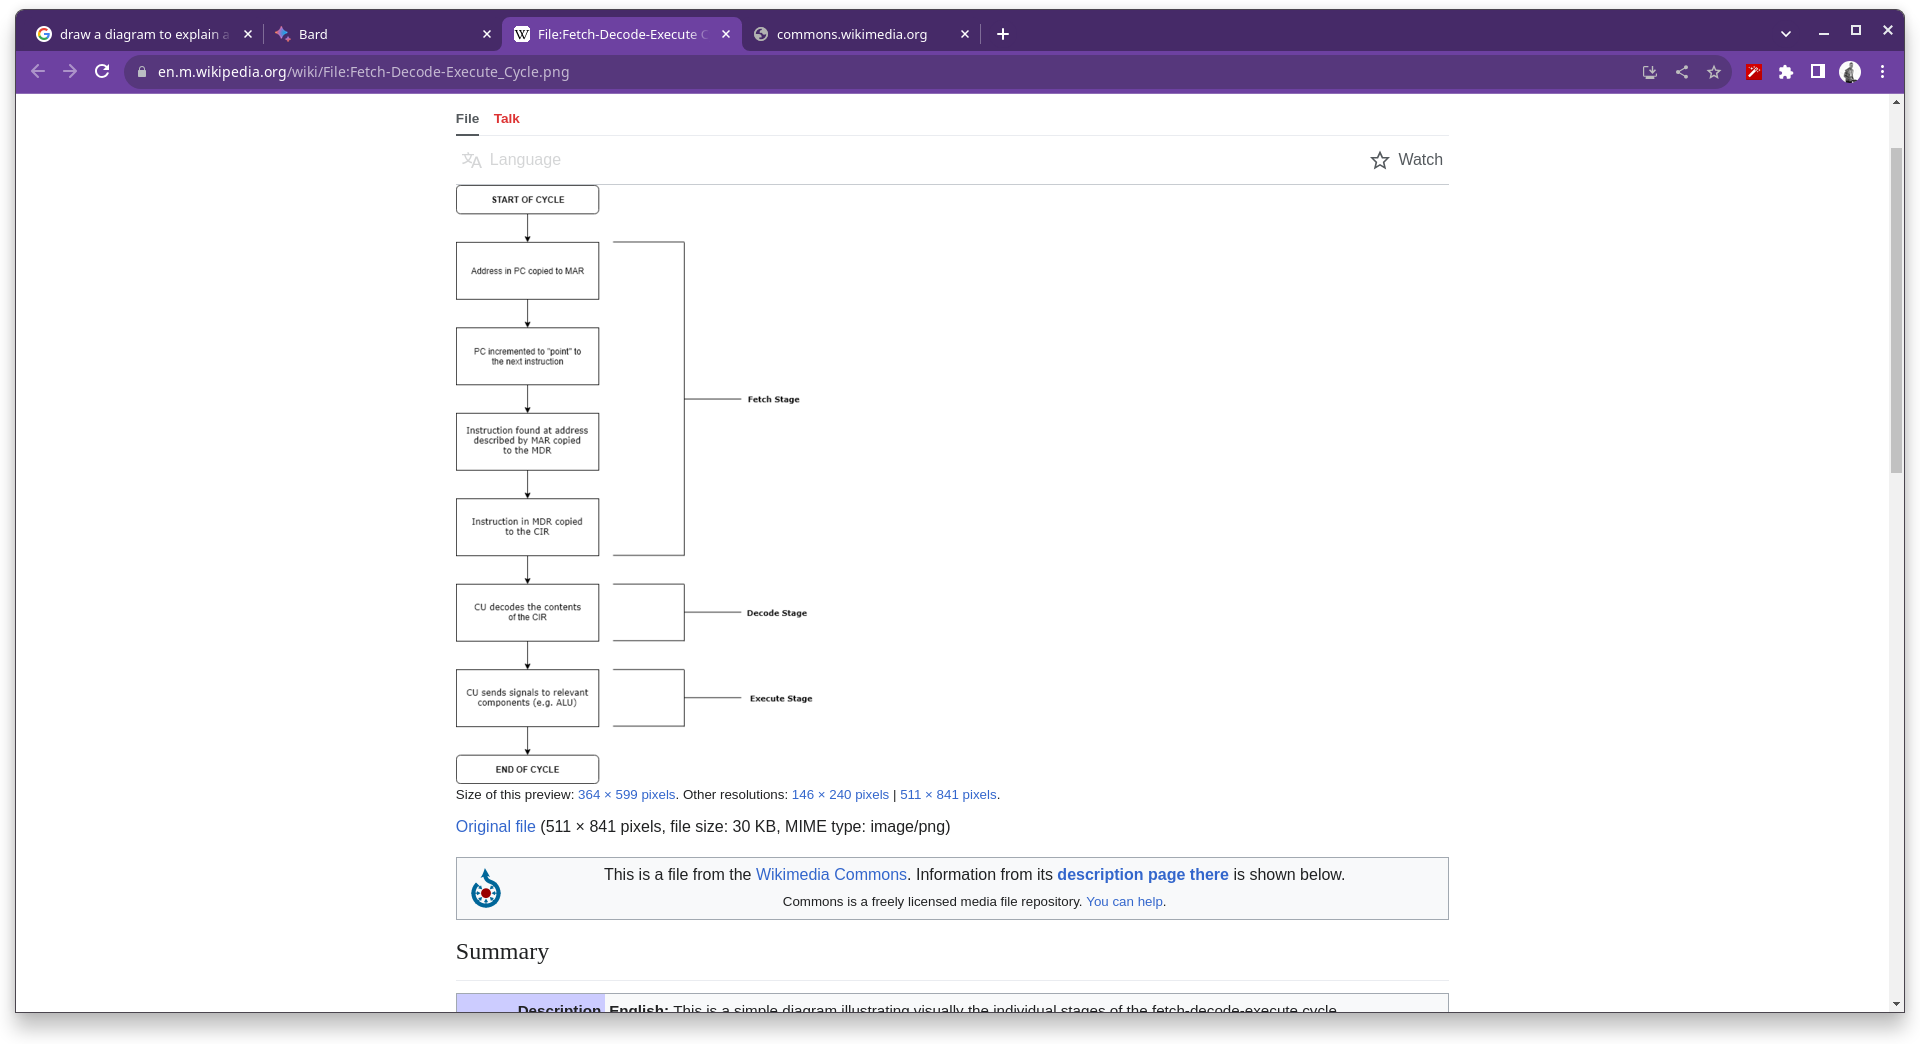 draw a diagram to explain a
Bard
File:Fetch-Decode-Execute C
commons.wikimedia.org
en.m.wikipedia.org/wiki/File:Fetch-Decode-Execute_Cycle.png
File Talk
Language
Watch
START OF CYCLE
Address in PC copied to MAR
PC incremented to "point" to
the next instruction
Fetch Stage
Instruction found at address
described by MAR copied
to the MDR
Instruction in MDR copied
to the CIR
CU decodes the contents
of the CIR
Decode Stage
CU sends signals to relevant
components (e.g. ALU)
Execute Stage
END OF CYCLE
Size of this preview: 364 × 599 pixels. Other resolutions: 146 × 240 pixels | 511 × 841 pixels.
Original file (511 × 841 pixels, file size: 30 KB, MIME type: image/png)
This is a file from the Wikimedia Commons. Information from its description page there is shown below.
Commons is a freely licensed media file repository. You can help.
Summary
Description English: This is a simple diagram illustrating visually the individual stages of the fetch-decode-execute cycle.